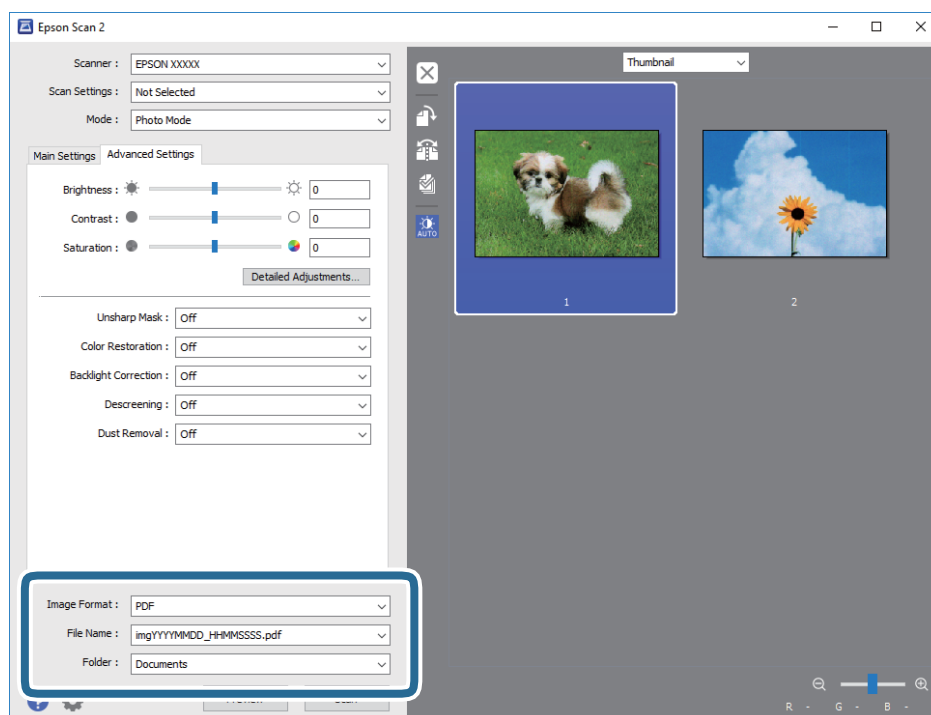 Epson Scan 2
Scanner : EPSON XXXXX
Scan Settings : Not Selected
Mode : Photo Mode
Main Settings Advanced Settings
Brightness : 0
Contrast : 0
Saturation : 0
Detailed Adjustments...
Unsharp Mask : Off
Color Restoration : Off
Backlight Correction : Off
Descreening : Off
Dust Removal : Off
Image Format : PDF
File Name : imgYYYYMMDD_HHMMSSSS.pdf
Folder : Documents
Thumbnail
AUTO
1
2
R - G - B -